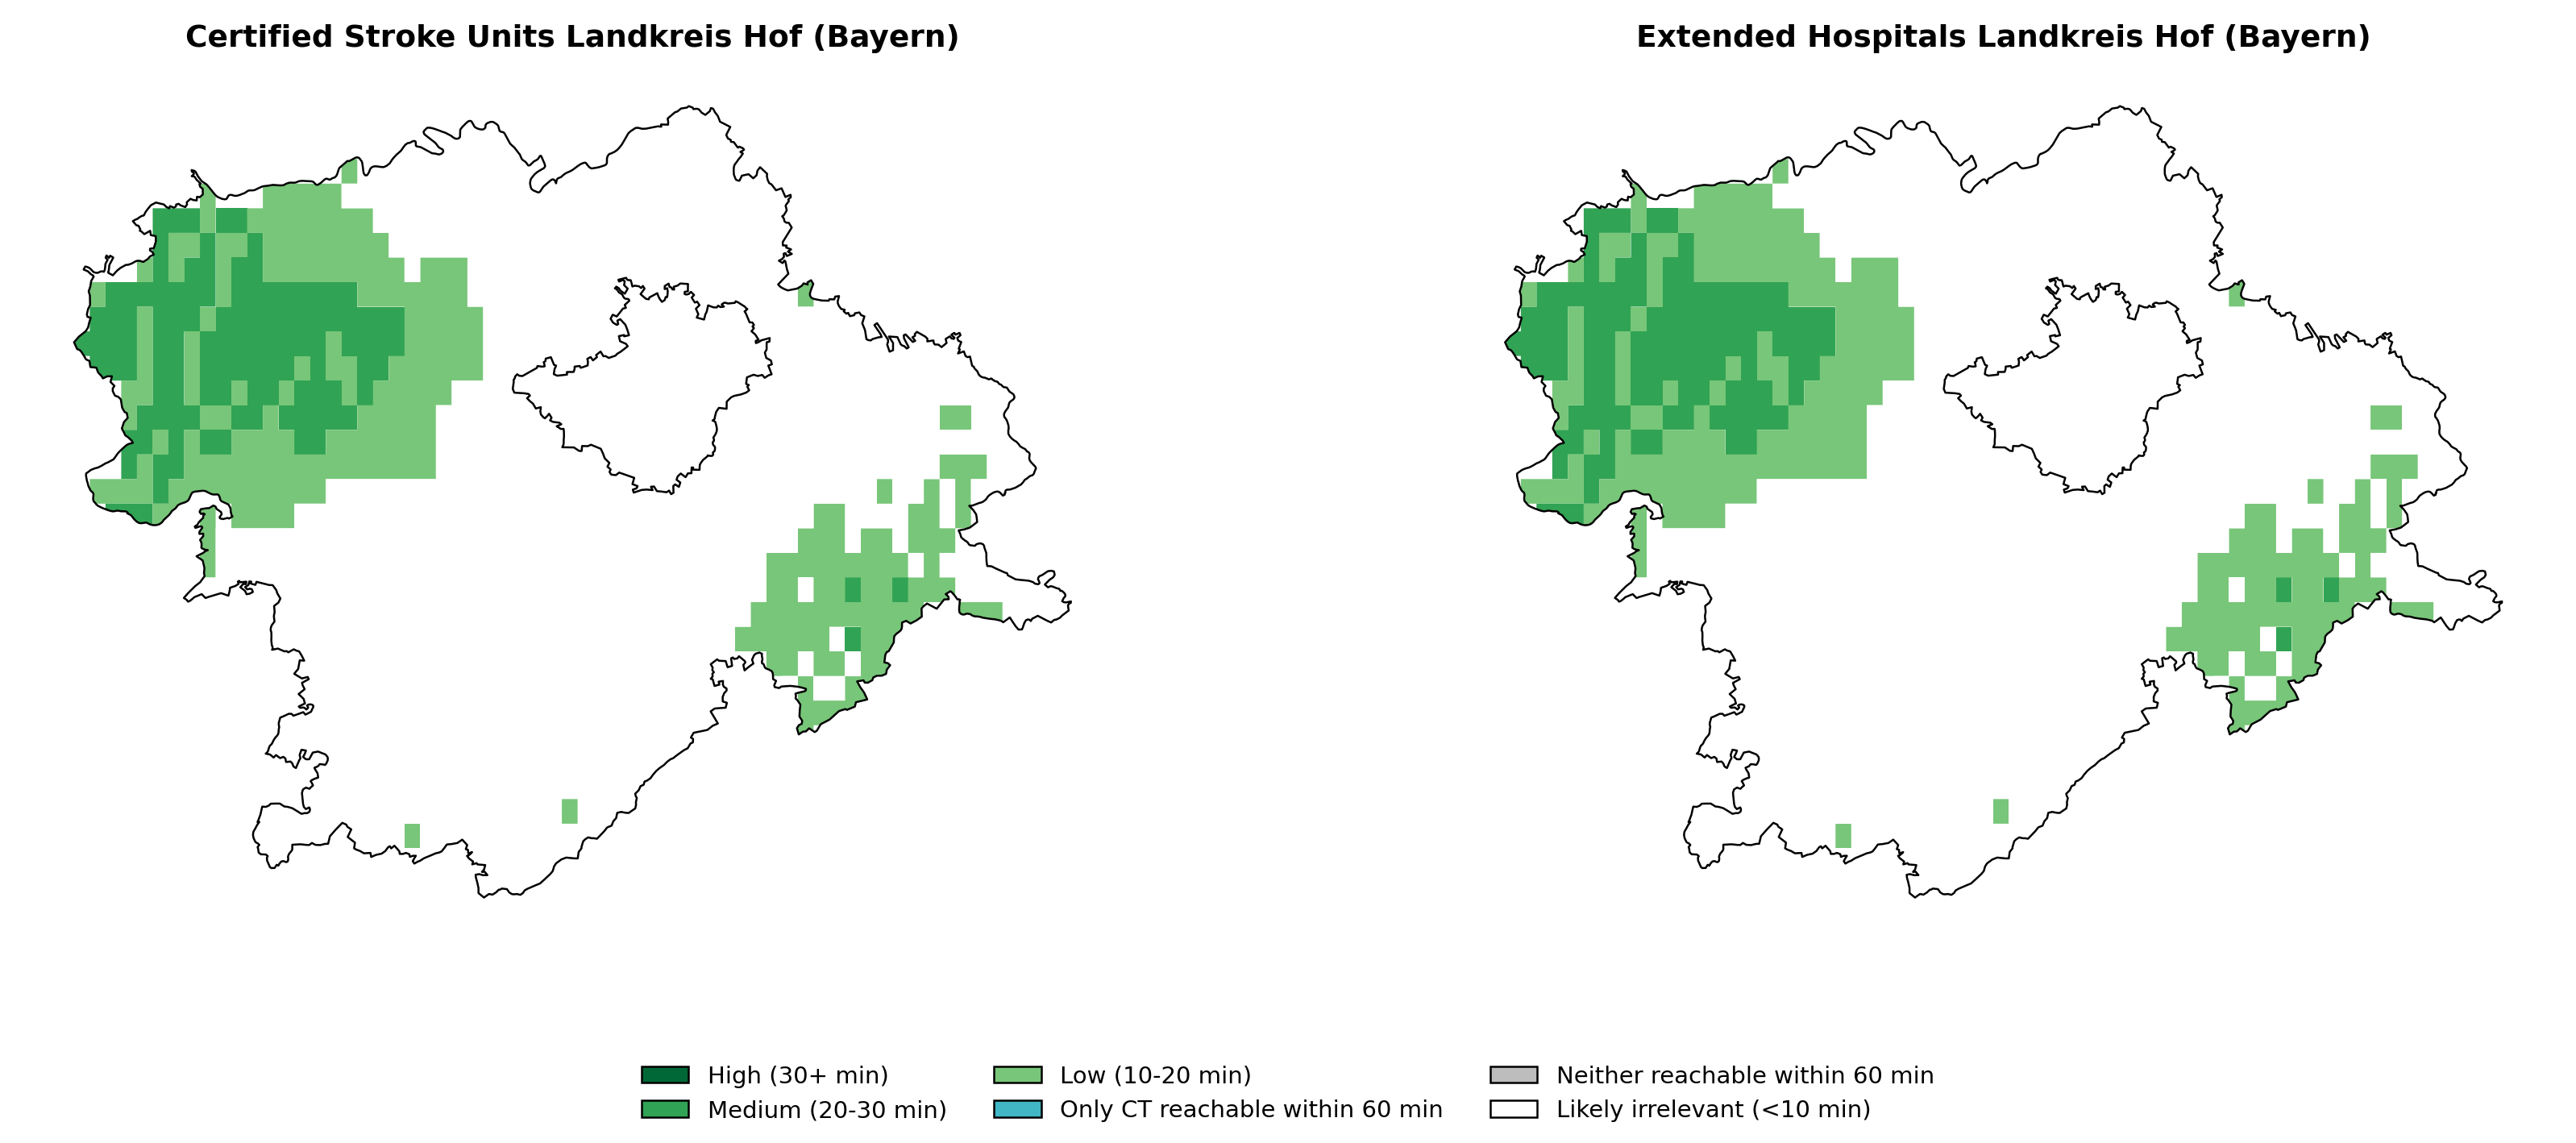 Certified Stroke Units Landkreis Hof (Bayern)
Extended Hospitals Landkreis Hof (Bayern)
High (30+ min)
Medium (20-30 min)
Low (10-20 min)
Only CT reachable within 60 min
Neither reachable within 60 min
Likely irrelevant (<10 min)